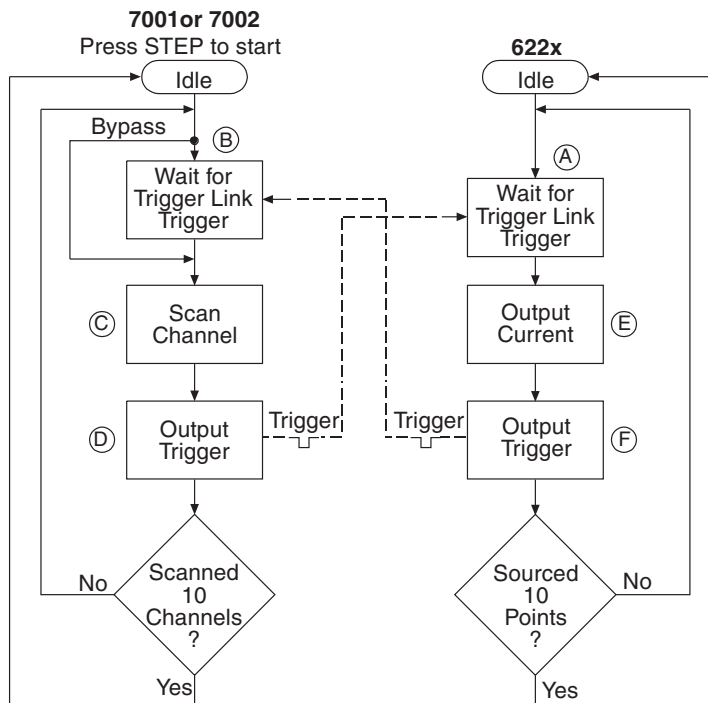 7001or 7002
Press STEP to start
Idle
Bypass
B
Wait for
Trigger Link
Trigger
C
Scan
Channel
D
Output
Trigger
Trigger
Scanned
10
Channels
?
No
Yes
622x
Idle
A
Wait for
Trigger Link
Trigger
Output
Current
E
Trigger
Output
Trigger
F
Sourced
10
Points
?
No
Yes